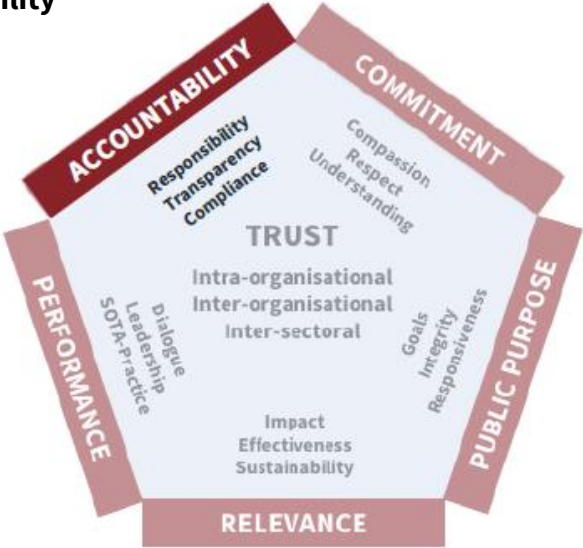 ility
ACCOUNTABILITY
Responsibility
Transparency
Compliance
COMMITMENT
Compassion
Respect
Understanding
TRUST
Intra-organisational
Inter-organisational
Inter-sectoral
PERFORMANCE
Dialogue
Leadership
SOTA-Practice
PUBLIC PURPOSE
Goals
Integrity
Responsiveness
Impact
Effectiveness
Sustainability
RELEVANCE